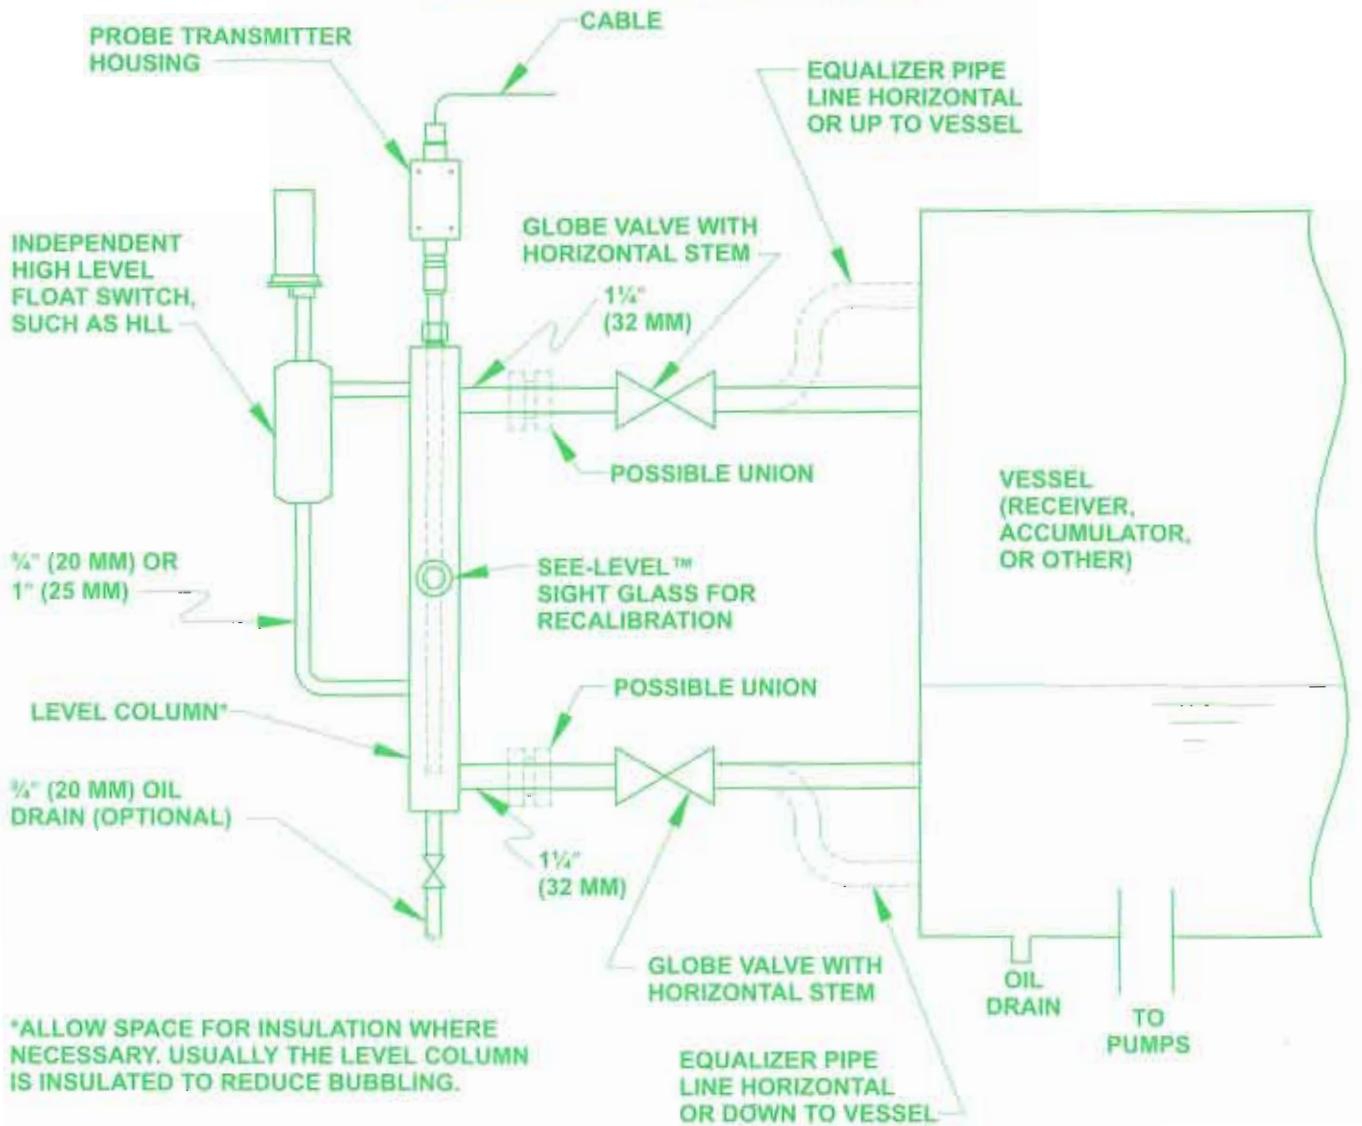 CABLE
PROBE TRANSMITTER
HOUSING
EQUALIZER PIPE
LINE HORIZONTAL
OR UP TO VESSEL
GLOBE VALVE WITH
HORIZONTAL STEM
INDEPENDENT
HIGH LEVEL
FLOAT SWITCH,
SUCH AS HLL
1¼"
(32 MM)
POSSIBLE UNION
VESSEL
(RECEIVER,
ACCUMULATOR,
OR OTHER)
¾" (20 MM) OR
1" (25 MM)
SEE-LEVEL™
SIGHT GLASS FOR
RECALIBRATION
POSSIBLE UNION
LEVEL COLUMN*
¾" (20 MM) OIL
DRAIN (OPTIONAL)
1¼"
(32 MM)
GLOBE VALVE WITH
HORIZONTAL STEM
OIL
DRAIN
TO
PUMPS
*ALLOW SPACE FOR INSULATION WHERE
NECESSARY. USUALLY THE LEVEL COLUMN
IS INSULATED TO REDUCE BUBBLING.
EQUALIZER PIPE
LINE HORIZONTAL
OR DOWN TO VESSEL